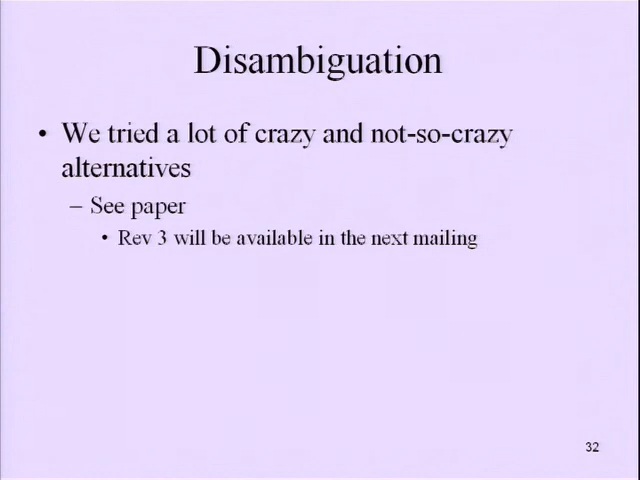 Disambiguation
• We tried a lot of crazy and not-so-crazy
alternatives
– See paper
• Rev 3 will be available in the next mailing
32